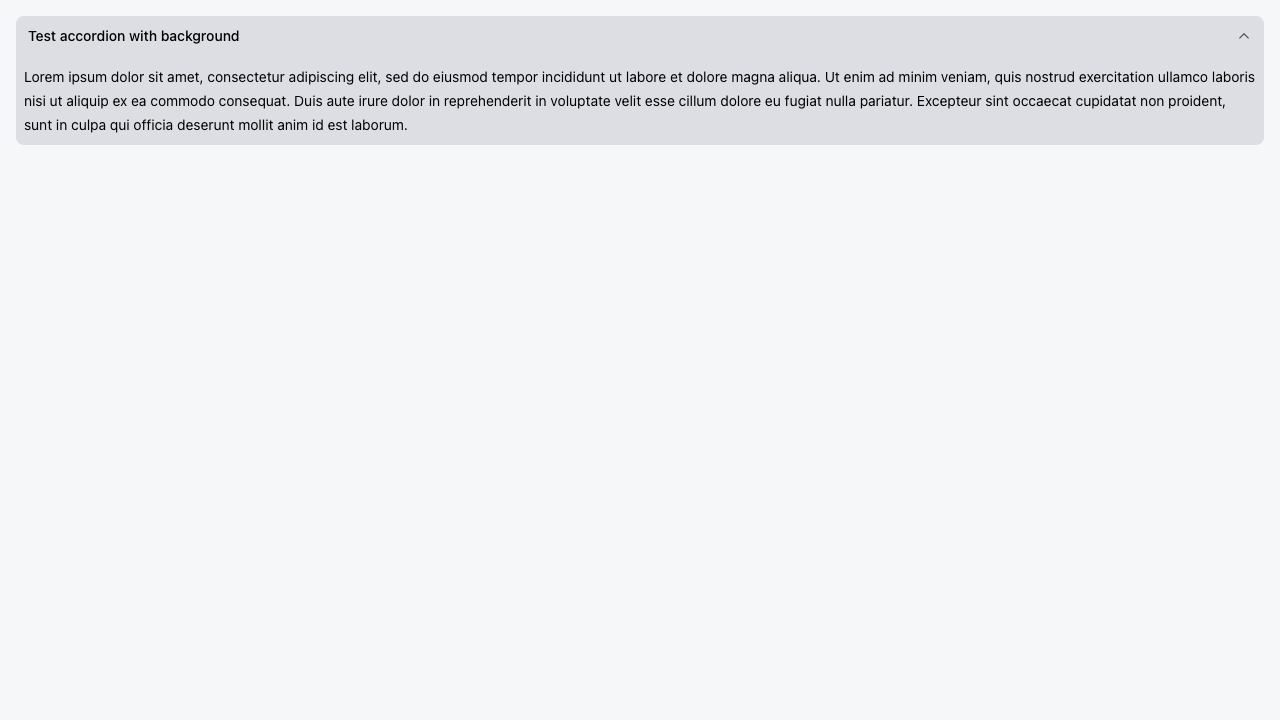 Test accordion with background
Lorem ipsum dolor sit amet, consectetur adipiscing elit, sed do eiusmod tempor incididunt ut labore et dolore magna aliqua. Ut enim ad minim veniam, quis nostrud exercitation ullamco laboris
nisi ut aliquip ex ea commodo consequat. Duis aute irure dolor in reprehenderit in voluptate velit esse cillum dolore eu fugiat nulla pariatur. Excepteur sint occaecat cupidatat non proident,
sunt in culpa qui officia deserunt mollit anim id est laborum.